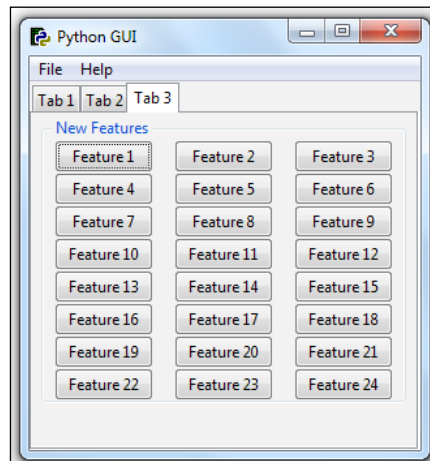 Python GUI
File Help
Tab 1 Tab 2 Tab 3
New Features
Feature 1 Feature 2 Feature 3
Feature 4 Feature 5 Feature 6
Feature 7 Feature 8 Feature 9
Feature 10 Feature 11 Feature 12
Feature 13 Feature 14 Feature 15
Feature 16 Feature 17 Feature 18
Feature 19 Feature 20 Feature 21
Feature 22 Feature 23 Feature 24